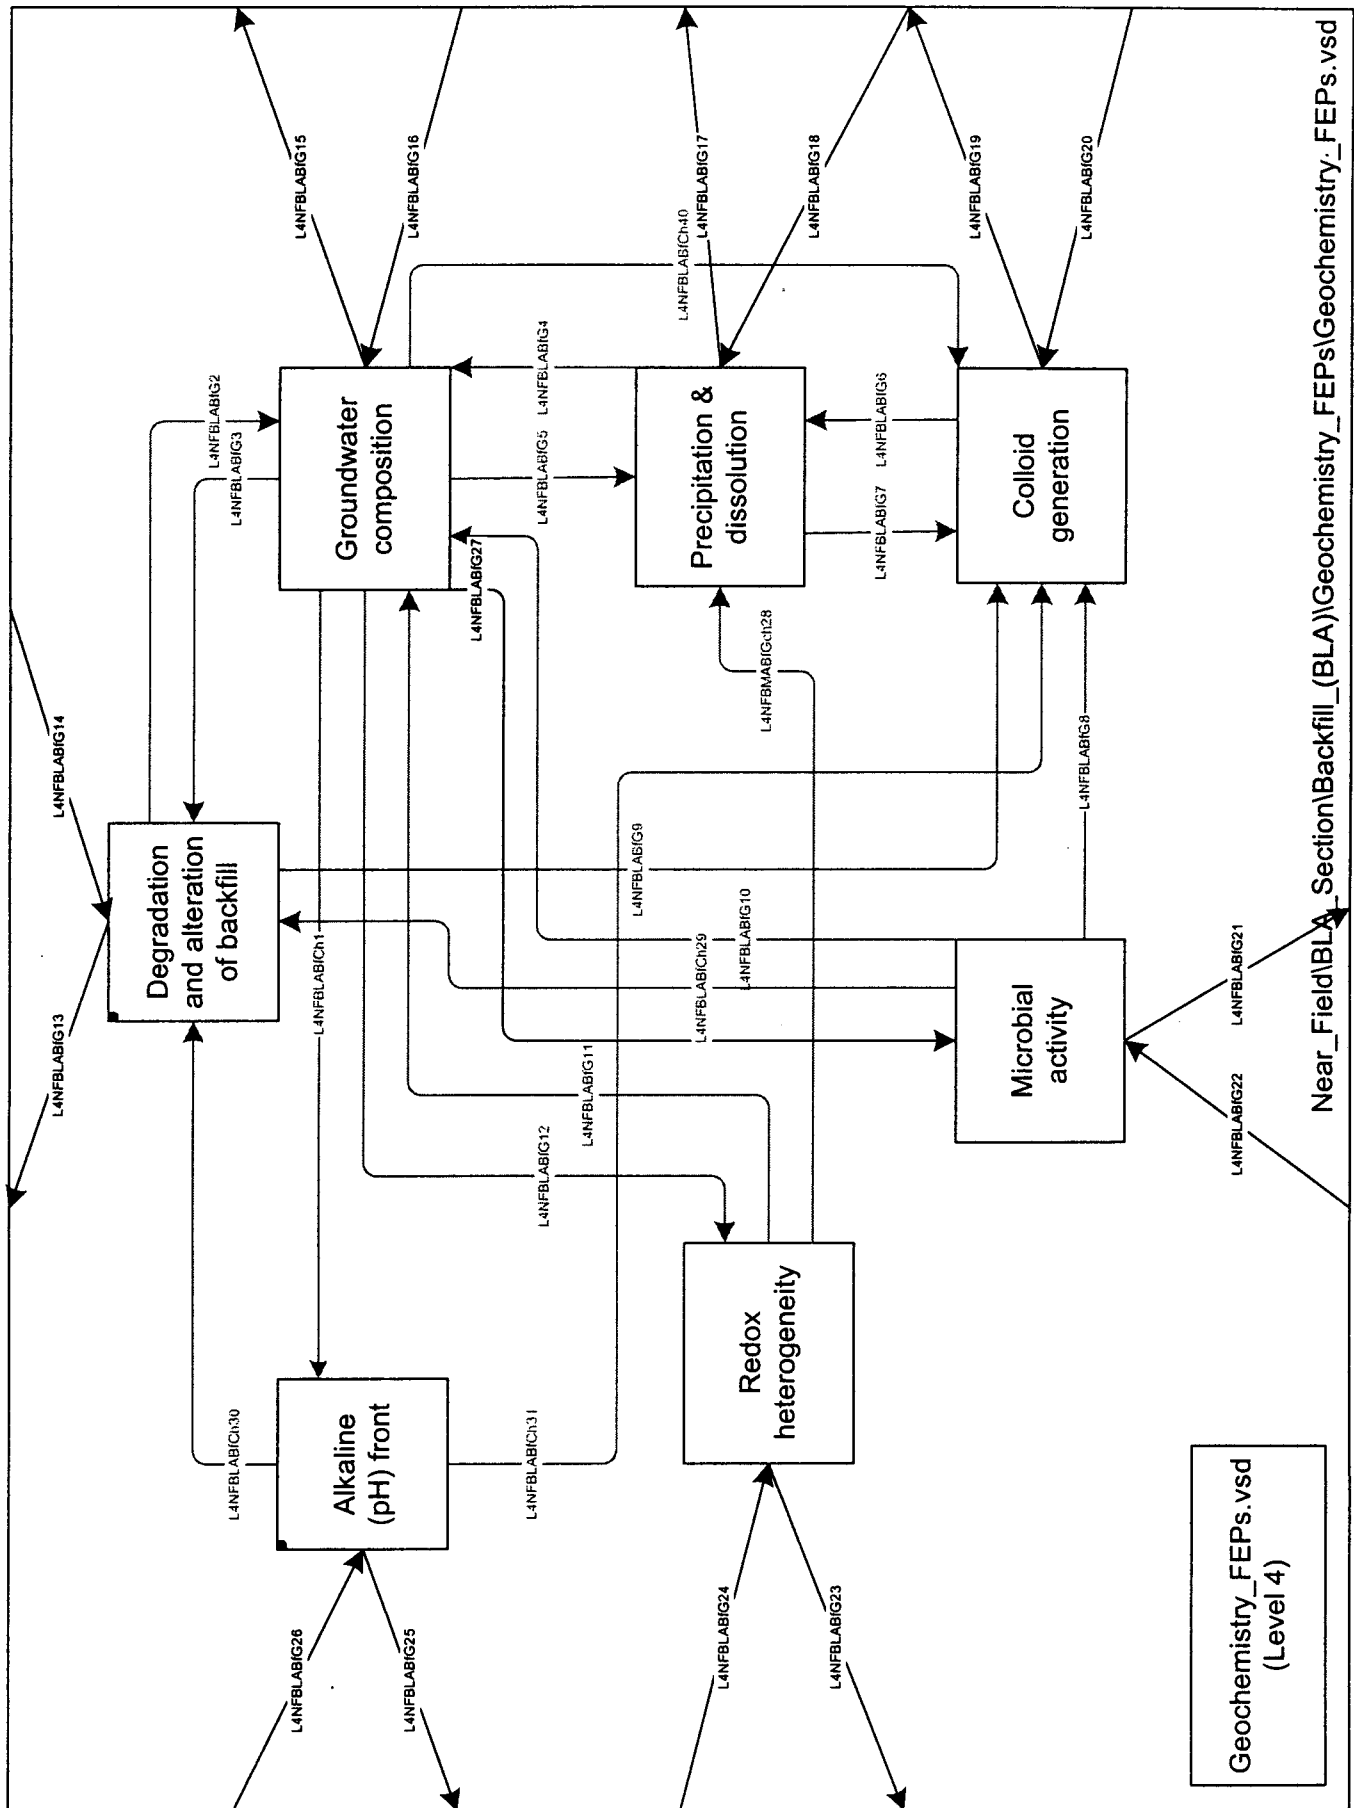 L4NFBLABfG26
L4NFBLABfG25
L4NFBLABfG24
L4NFBLABfG23
Geochemistry_FEPs.vsd
(Level 4)
L4NFBLABfCh30
Alkaline
(pH) front
L4NFBLABfCh31
Redox
heterogeneity
L4NFBLABfG13
L4NFBLABfG14
Degradation
and alteration
of backfill
L4NFBLABfCh1
L4NFBLABfG12
L4NFBLABfG11
L4NFBLABfG9
L4NFBLABfCh29
L4NFBLABfG10
Microbial
activity
L4NFBLABfG22
L4NFBLABfG21
L4NFBLABfG8
L4NFBMABfGch28
L4NFBLABfG2
L4NFBLABfG3
Groundwater
composition
L4NFBLABfG27
L4NFBLABfG5
L4NFBLABfG4
Precipitation &
dissolution
L4NFBLABfCh40
L4NFBLABfG7
L4NFBLABfG6
Colloid
generation
L4NFBLABfG15
L4NFBLABfG16
L4NFBLABfG17
L4NFBLABfG18
L4NFBLABfG19
L4NFBLABfG20
Near_Field\BLA_Section\Backfill_(BLA)\Geochemistry_FEPs\Geochemistry_FEPs.vsd